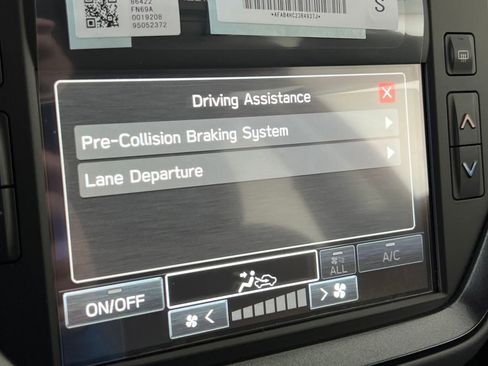 86422
FN69A
0019208
95052372
S
Driving Assistance
Pre-Collision Braking System
Lane Departure
ALL
A/C
ON/OFF